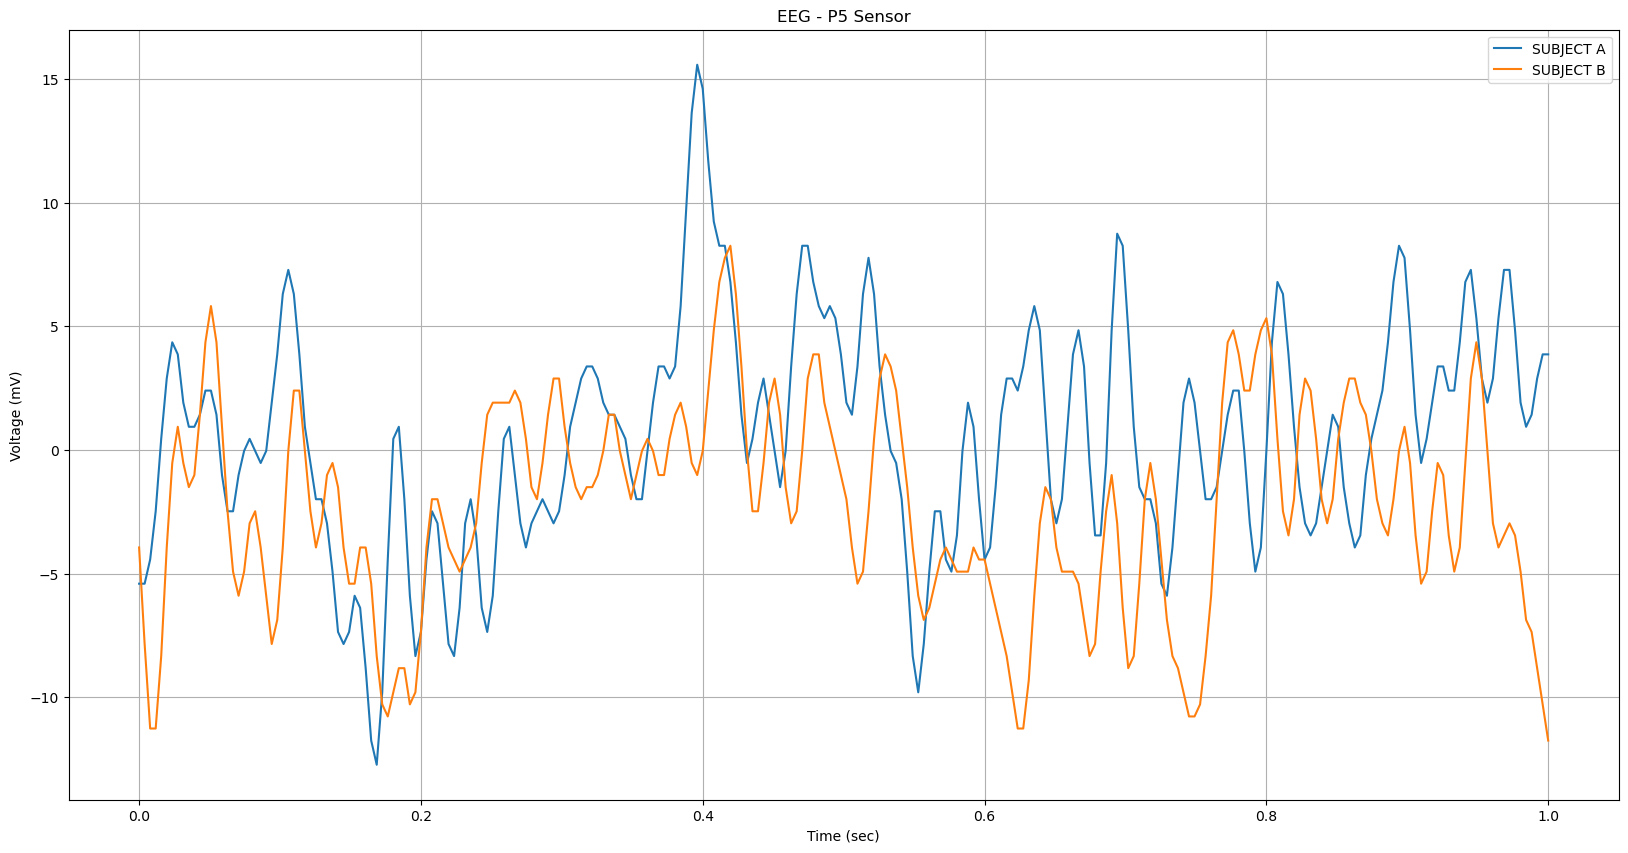 EEG - P5 Sensor
SUBJECT A
SUBJECT B
Voltage (mV)
15
10
5
0
−5
−10
0.0 0.2 0.4 0.6 0.8 1.0
Time (sec)